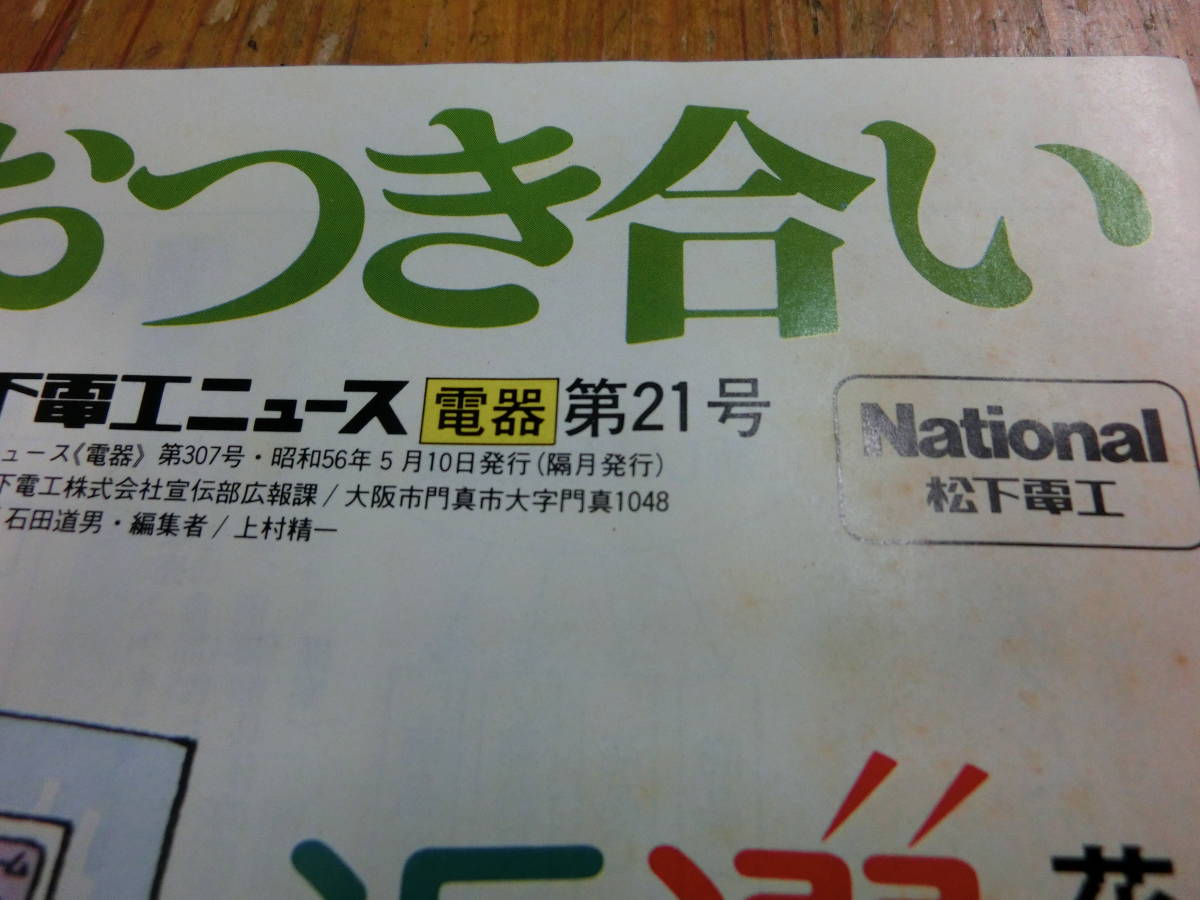 おつき合い
下電工ニュース 電器 第21号
ュース《電器》 第307号・昭和56年5月10日発行(隔月発行)
下電工株式会社宣伝部広報課/大阪市門真市大字門真1048
/石田道男・編集者/上村精一
National
松下電工
ーム
花